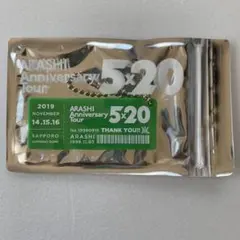 ARASHI
Anniversary
Tour
5×20
2019
NOVEMBER
14.15.16
SAPPORO
ARASHI
Anniversary
Tour
5×20
THANK YOU!!
ARASHI